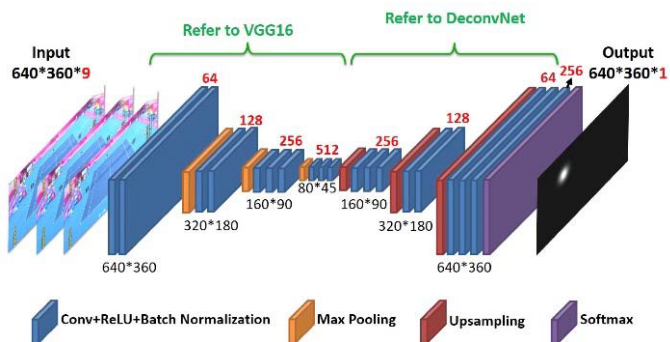 Refer to VGG16
Refer to DeconvNet
Input
640*360*9
Output
640*360*1
64
128
256
512
256
128
64
256
640*360
320*180
160*90
80*45
160*90
320*180
640*360
Conv+ReLU+Batch Normalization
Max Pooling
Upsampling
Softmax